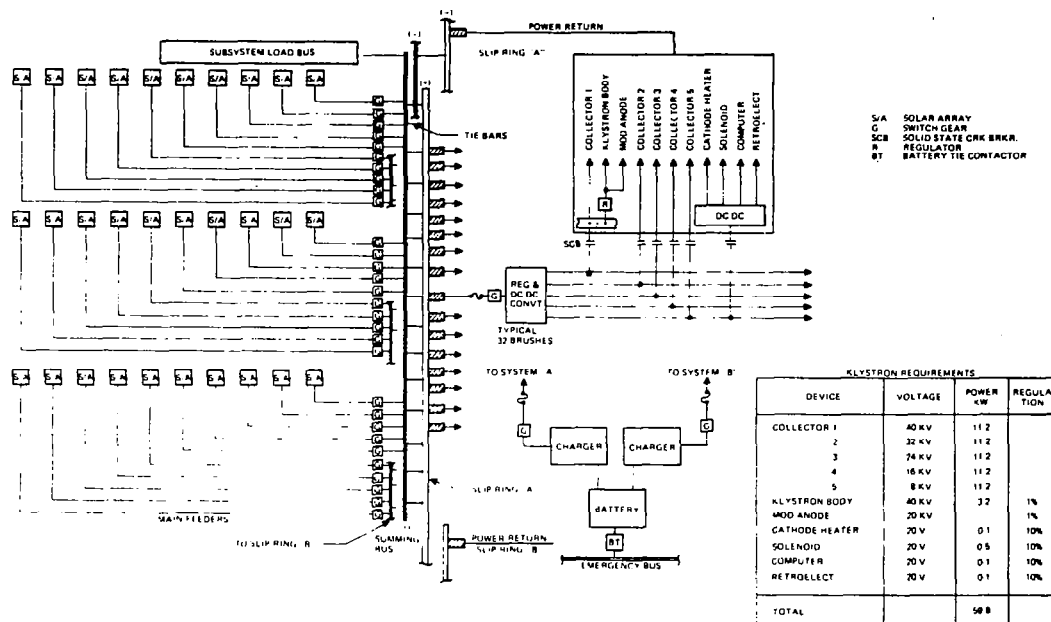 (-)
POWER RETURN
SUBSYSTEM LOAD BUS
(-)
SLIP RING 'A'
(+)
S/A S/A S/A S/A S/A S/A S/A S/A S/A S/A
COLLECTOR 1
KLYSTRON BODY
MOD ANODE
COLLECTOR 2
COLLECTOR 3
COLLECTOR 4
COLLECTOR 5
CATHODE HEATER
SOLENOID
COMPUTER
RETROELECT
S/A SOLAR ARRAY
G SWITCH GEAR
SCB SOLID STATE CRK BRKR.
R REGULATOR
BT BATTERY TIE CONTACTOR
TIE BARS
R
DC DC
SCB
S/A S/A S/A S/A S/A S/A S/A S/A S/A S/A
G
REG &
DC DC
CONVT
TYPICAL
32 BRUSHES
S/A S/A S/A S/A S/A S/A S/A S/A S/A S/A
TO SYSTEM 'A'
TO SYSTEM 'B'
G
G
CHARGER
CHARGER
BATTERY
BT
EMERGENCY BUS
SLIP RING 'A'
MAIN FEEDERS
TO SLIP RING 'B'
SUMMING
BUS
POWER RETURN
SLIP RING 'B'
KLYSTRON REQUIREMENTS
DEVICE VOLTAGE POWER KW REGULATION
COLLECTOR 1 40 KV 11.2
2 32 KV 11.2
3 24 KV 11.2
4 16 KV 11.2
5 8 KV 11.2
KLYSTRON BODY 40 KV 3.2 1%
MOD ANODE 20 KV 1%
CATHODE HEATER 20 V 0.1 10%
SOLENOID 20 V 0.5 10%
COMPUTER 20 V 0.1 10%
RETROELECT 20 V 0.1 10%
TOTAL